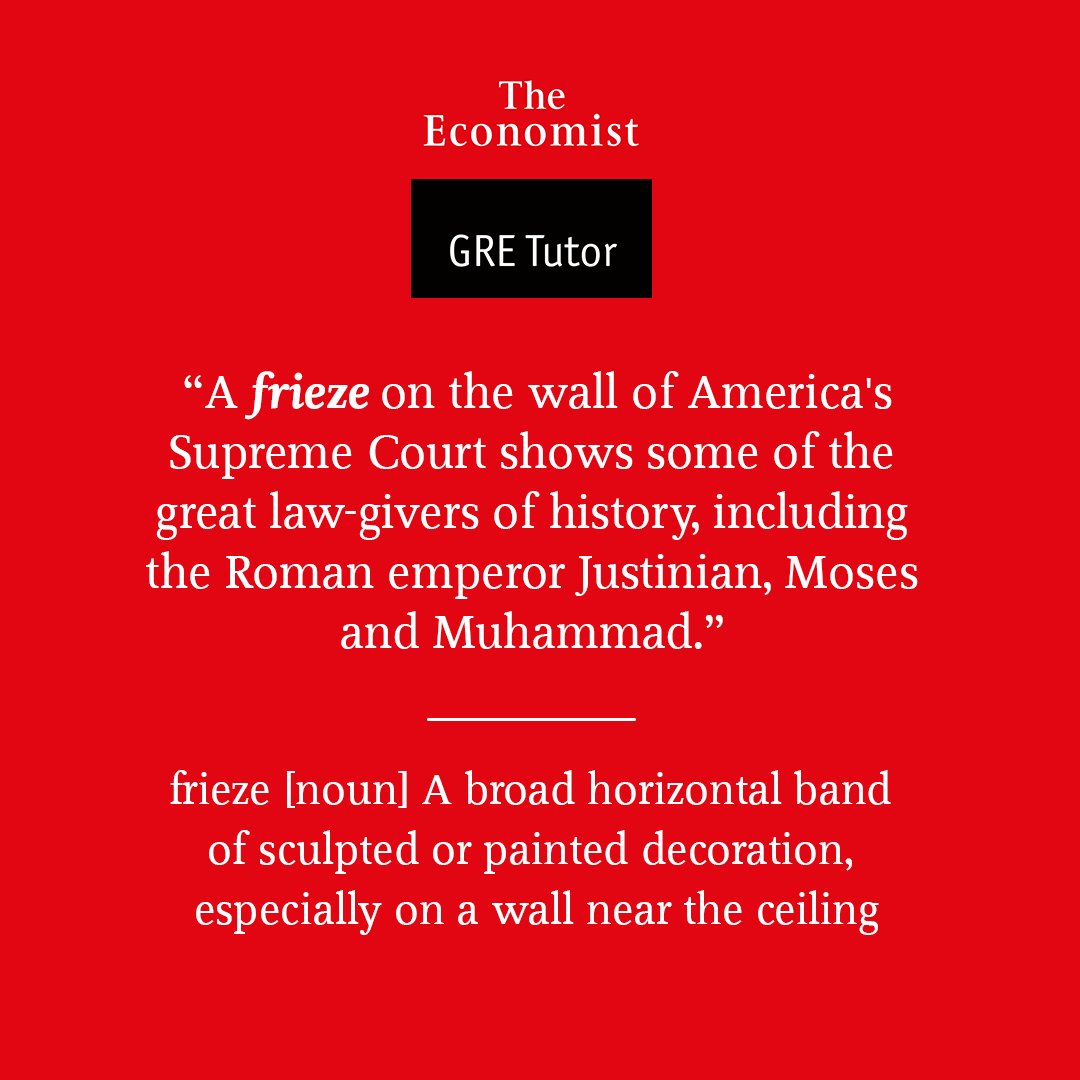 The
Economist
GRE Tutor
“A frieze on the wall of America's
Supreme Court shows some of the
great law-givers of history, including
the Roman emperor Justinian, Moses
and Muhammad.”
frieze [noun] A broad horizontal band
of sculpted or painted decoration,
especially on a wall near the ceiling